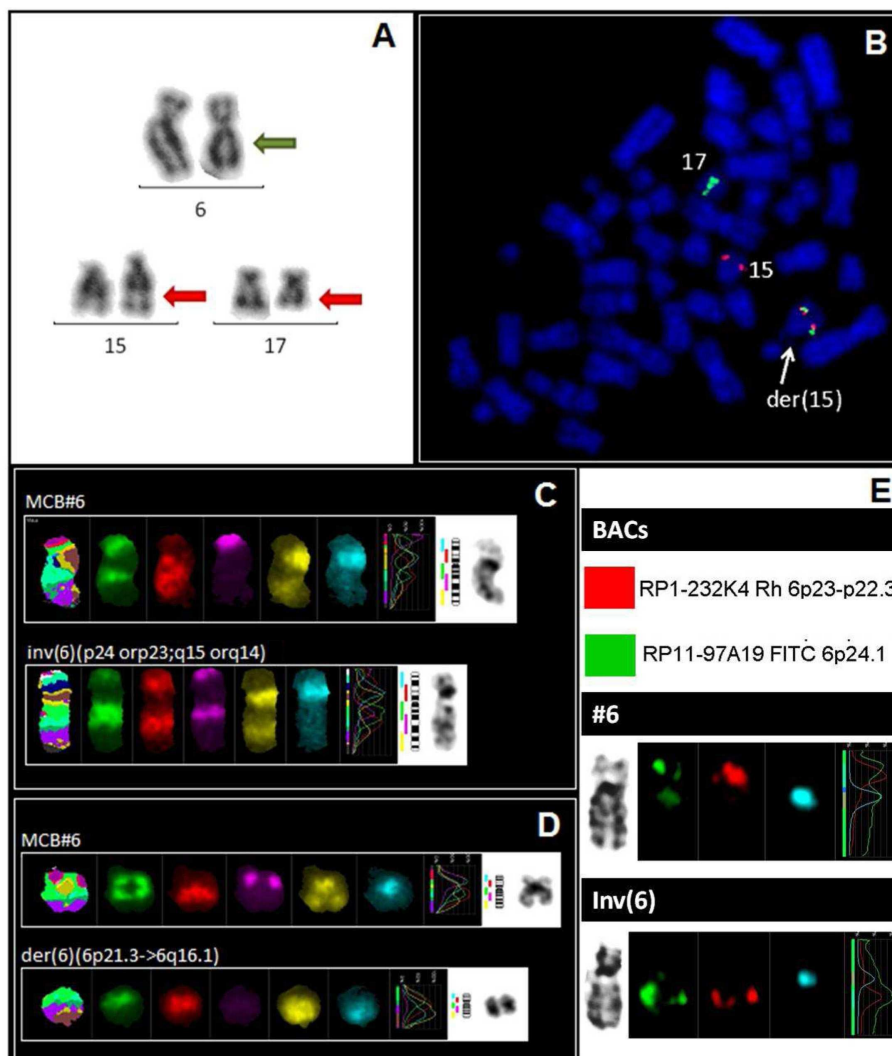 A
6
15
17
B
17
15
der(15)
C
MCB#6
inv(6)(p24 orp23;q15 orq14)
D
MCB#6
der(6)(6p21.3->6q16.1)
E
BACs
RP1-232K4 Rh 6p23-p22.3
RP11-97A19 FITC 6p24.1
#6
Inv(6)